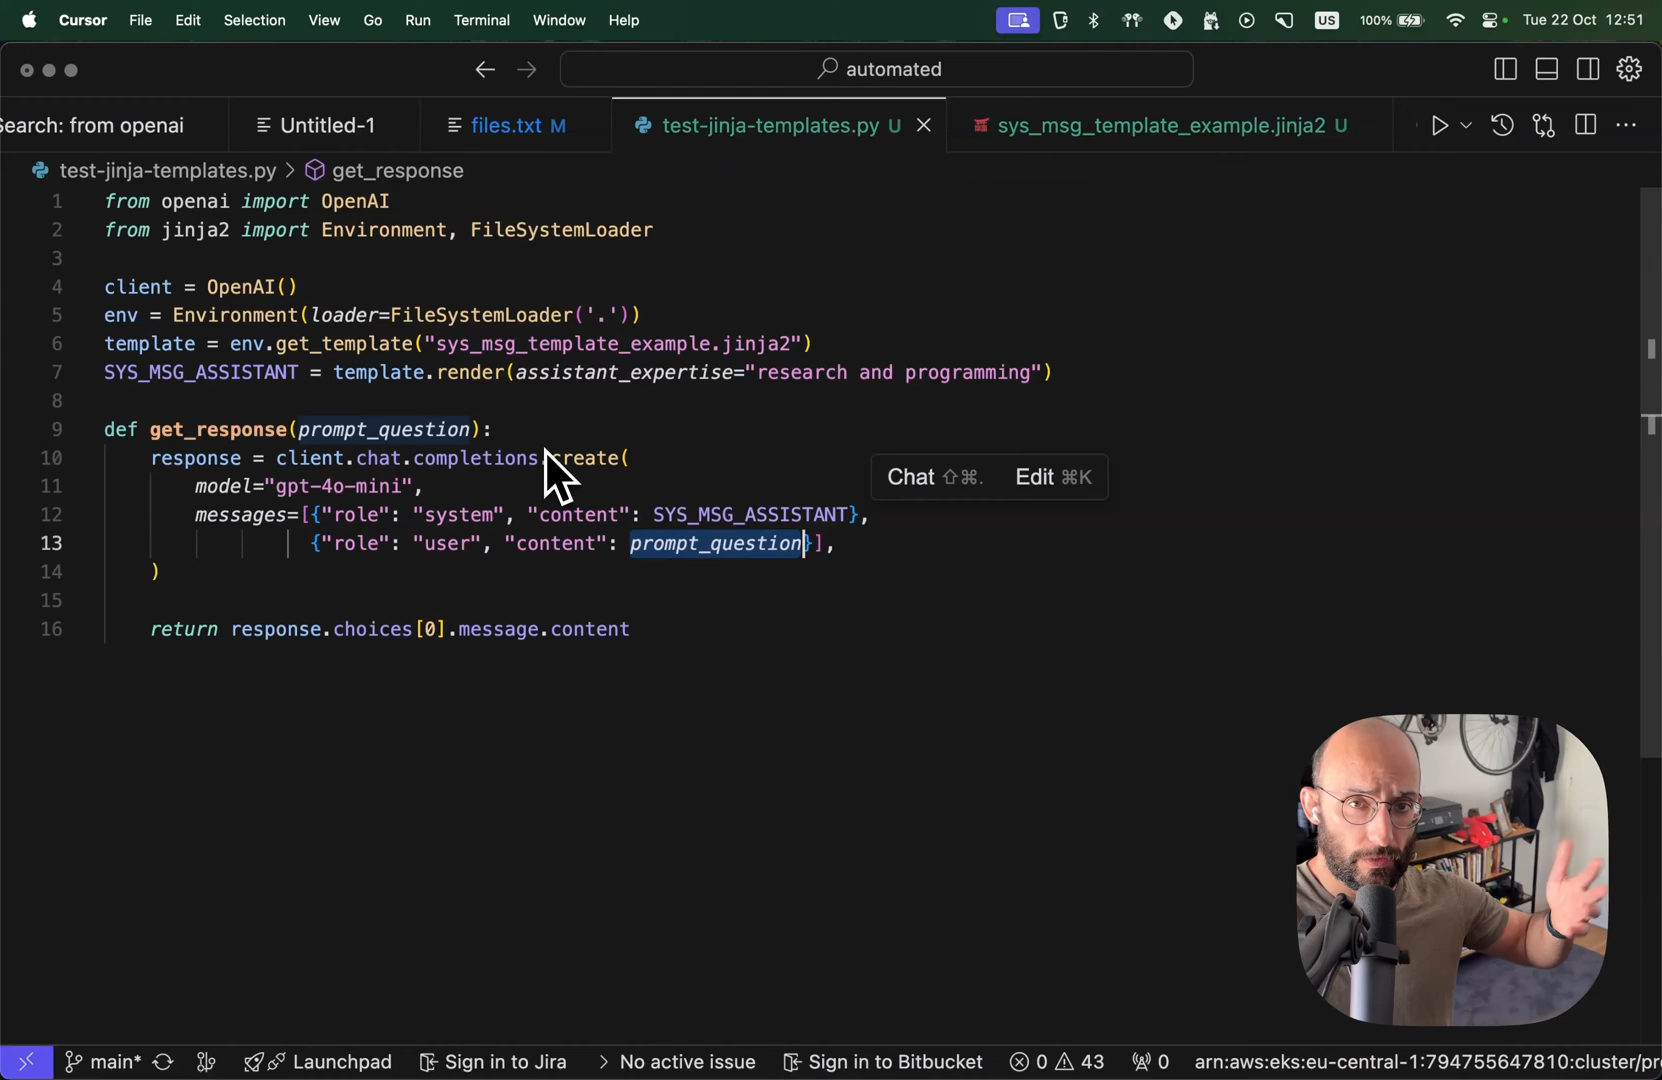 Cursor File Edit Selection View Go Run Terminal Window Help US 100% Tue 22 Oct 12:51
automated
Search: from openai Untitled-1 files.txt M test-jinja-templates.py U sys_msg_template_example.jinja2 U
test-jinja-templates.py > get_response
1 from openai import OpenAI
2 from jinja2 import Environment, FileSystemLoader
3
4 client = OpenAI()
5 env = Environment(loader=FileSystemLoader('.'))
6 template = env.get_template("sys_msg_template_example.jinja2")
7 SYS_MSG_ASSISTANT = template.render(assistant_expertise="research and programming")
8
9 def get_response(prompt_question):
10 response = client.chat.completions.create(
11 model="gpt-4o-mini",
Chat ⇧⌘. Edit ⌘K
12 messages=[{"role": "system", "content": SYS_MSG_ASSISTANT},
13 {"role": "user", "content": prompt_question}],
14 )
15
16 return response.choices[0].message.content
main* Launchpad Sign in to Jira No active issue Sign in to Bitbucket 0 43 0 arn:aws:eks:eu-central-1:794755647810:cluster/pr